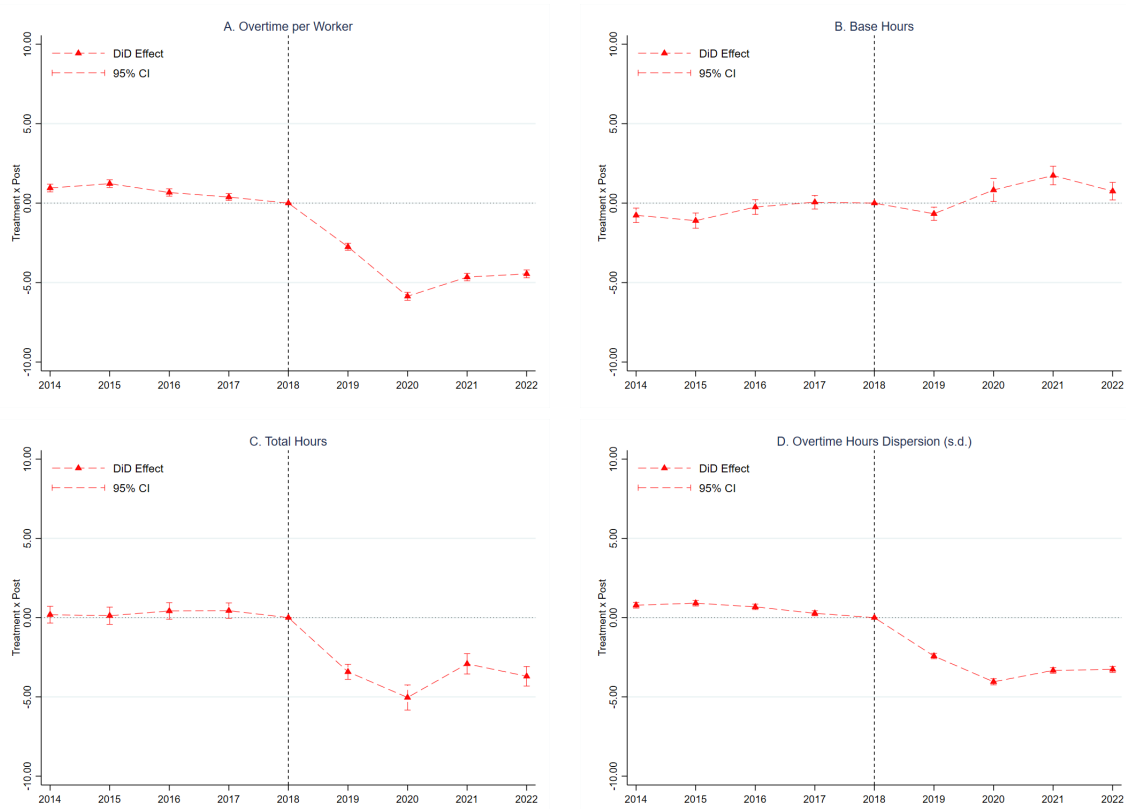 A. Overtime per Worker
DiD Effect
95% CI
Treatment x Post
10.00
5.00
0.00
-5.00
-10.00
2014 2015 2016 2017 2018 2019 2020 2021 2022
B. Base Hours
DiD Effect
95% CI
Treatment x Post
10.00
5.00
0.00
-5.00
-10.00
2014 2015 2016 2017 2018 2019 2020 2021 2022
C. Total Hours
DiD Effect
95% CI
Treatment x Post
10.00
5.00
0.00
-5.00
-10.00
2014 2015 2016 2017 2018 2019 2020 2021 2022
D. Overtime Hours Dispersion (s.d.)
DiD Effect
95% CI
Treatment x Post
10.00
5.00
0.00
-5.00
-10.00
2014 2015 2016 2017 2018 2019 2020 2021 2022